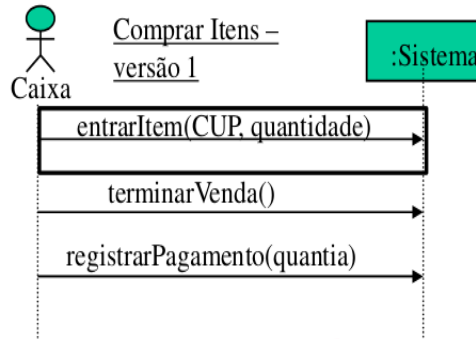 Comprar Itens –
versão 1
:Sistema
Caixa
entrarItem(CUP, quantidade)
terminarVenda()
registrarPagamento(quantia)